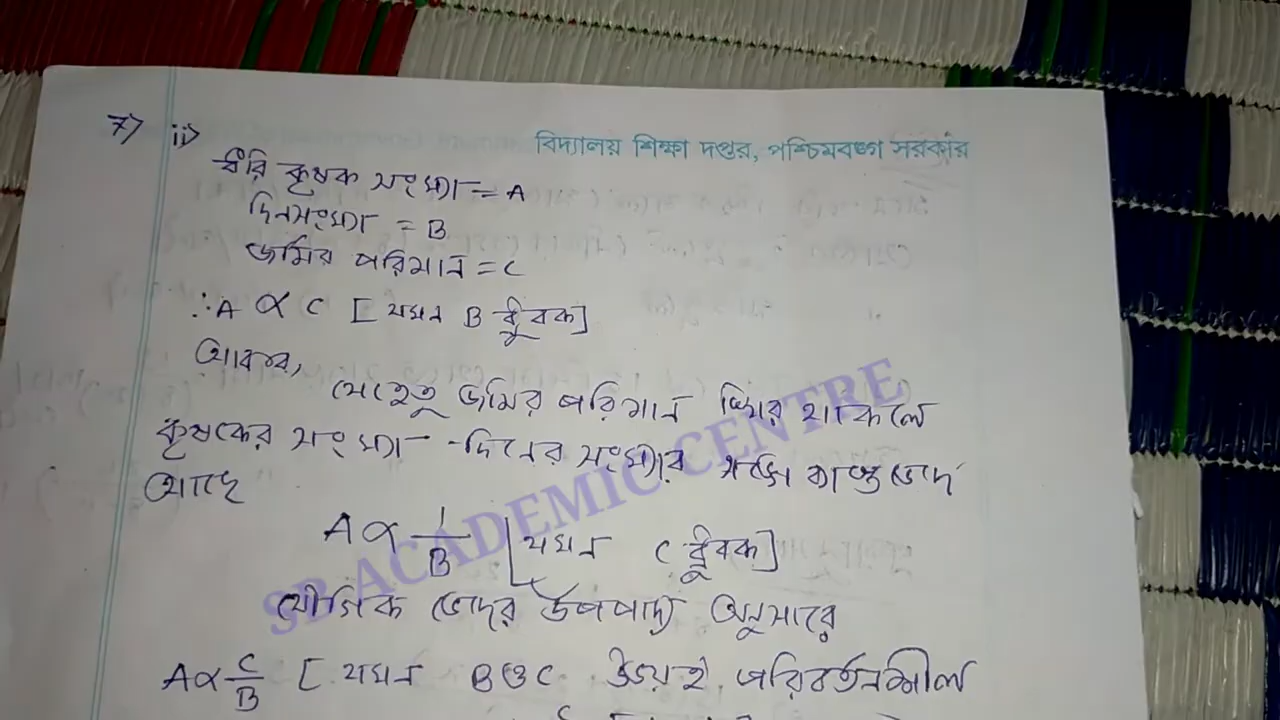 বিদ্যালয় শিক্ষা দপ্তর, পশ্চিমবঙ্গ সরকার
7) ii)
ধরি কৃষক সংখ্যা = A
দিনসংখ্যা = B
জমির পরিমান = C
∴ A ∝ C [ যখন B ধ্রুবক]
আবার,
যেহেতু জমির পরিমান স্থির থাকলে
কৃষকের সংখ্যা দিনের সংখ্যার সঙ্গে ব্যস্ত ভেদে
আছে
A ∝ 1/B [যখন C ধ্রুবক]
যৌগিক ভেদের উপপাদ্য অনুসারে
A ∝ C/B [ যখন B ও C উভয়ই পরিবর্তনশীল
SB ACADEMIC CENTRE